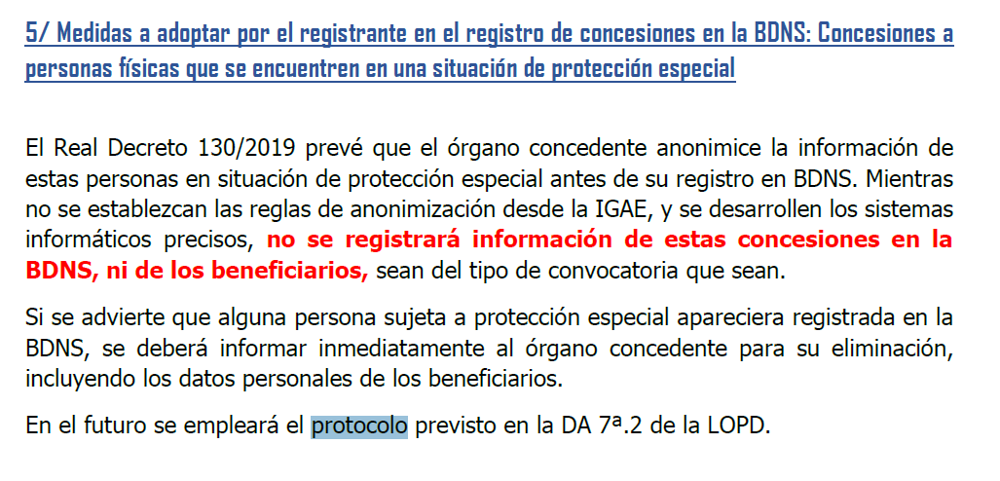 5/ Medidas a adoptar por el registrante en el registro de concesiones en la BDNS: Concesiones a
personas físicas que se encuentren en una situación de protección especial
El Real Decreto 130/2019 prevé que el órgano concedente anonimice la información de
estas personas en situación de protección especial antes de su registro en BDNS. Mientras
no se establezcan las reglas de anonimización desde la IGAE, y se desarrollen los sistemas
informáticos precisos, no se registrará información de estas concesiones en la
BDNS, ni de los beneficiarios, sean del tipo de convocatoria que sean.
Si se advierte que alguna persona sujeta a protección especial apareciera registrada en la
BDNS, se deberá informar inmediatamente al órgano concedente para su eliminación,
incluyendo los datos personales de los beneficiarios.
En el futuro se empleará el protocolo previsto en la DA 7ª.2 de la LOPD.